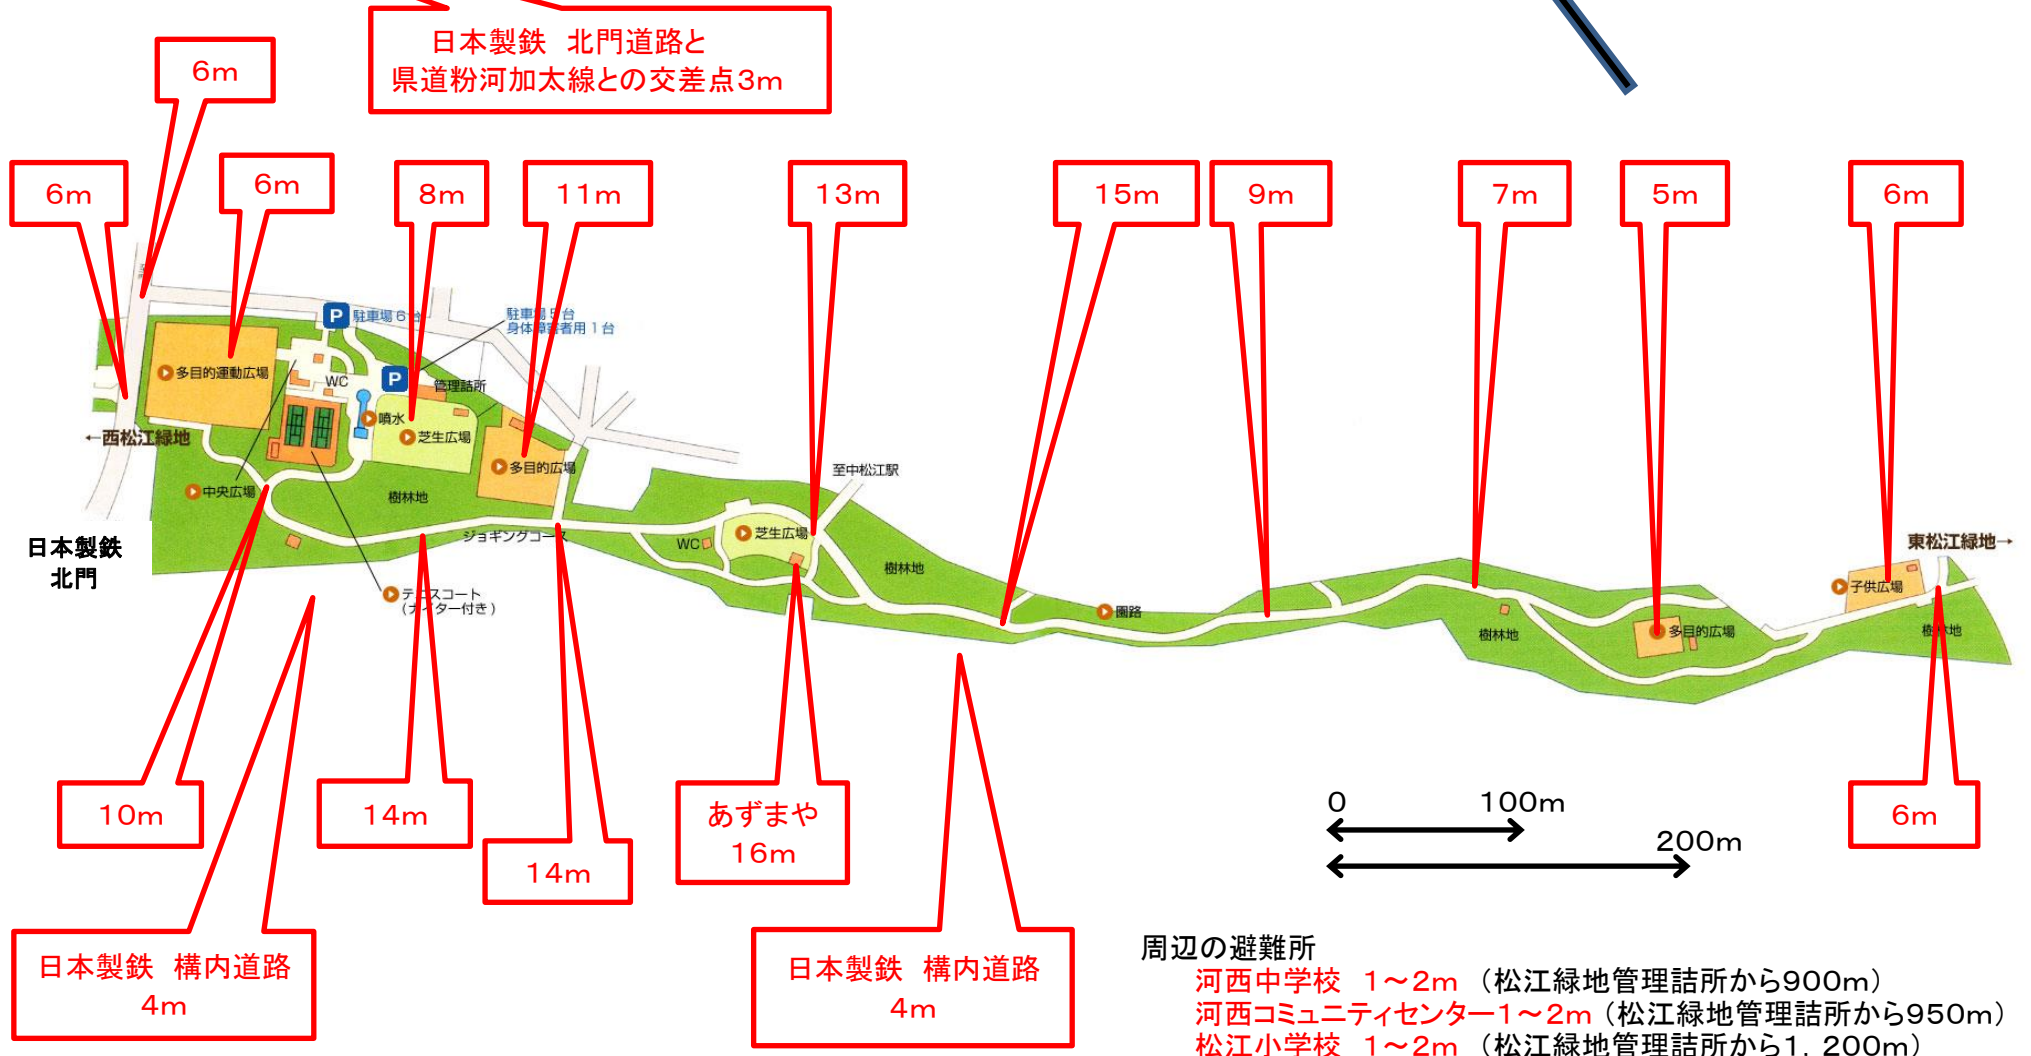 日本製鉄 北門道路と
県道粉河加太線との交差点3m
6m
6m
6m
8m
11m
13m
15m
9m
7m
5m
6m
P 駐車場6台
駐車場5台
身体障害者用1台
多目的運動広場
WC
P
管理詰所
噴水
芝生広場
←西松江緑地
多目的広場
至中松江駅
中央広場
樹林地
ジョギングコース
WC
芝生広場
樹林地
日本製鉄
北門
東松江緑地→
子供広場
テニスコート
(ナイター付き)
園路
樹林地
多目的広場
樹林地
10m
14m
14m
あずまや
16m
0 100m
200m
6m
日本製鉄 構内道路
4m
日本製鉄 構内道路
4m
周辺の避難所
河西中学校 1~2m (松江緑地管理詰所から900m)
河西コミュニティセンター1~2m (松江緑地管理詰所から950m)
松江小学校 1~2m (松江緑地管理詰所から1,200m)